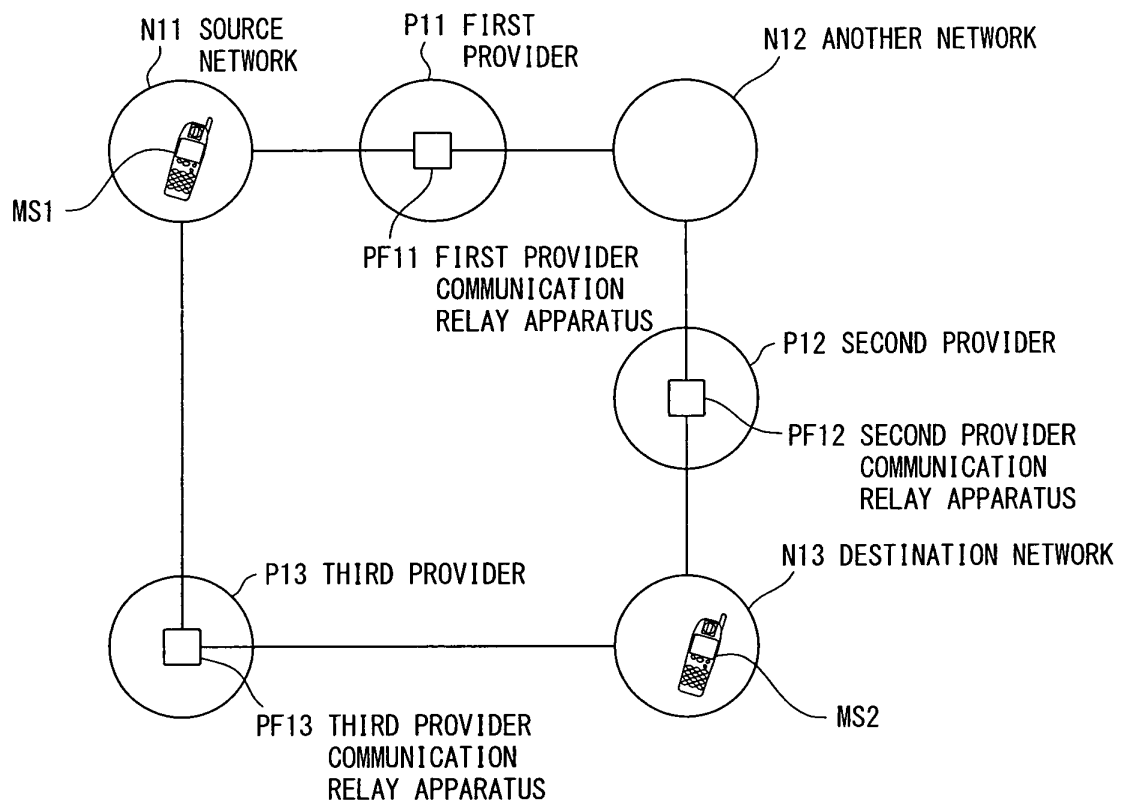 N11 SOURCE
NETWORK
P11 FIRST
PROVIDER
N12 ANOTHER NETWORK
MS1
PF11 FIRST PROVIDER
COMMUNICATION
RELAY APPARATUS
P12 SECOND PROVIDER
PF12 SECOND PROVIDER
COMMUNICATION
RELAY APPARATUS
N13 DESTINATION NETWORK
P13 THIRD PROVIDER
MS2
PF13 THIRD PROVIDER
COMMUNICATION
RELAY APPARATUS